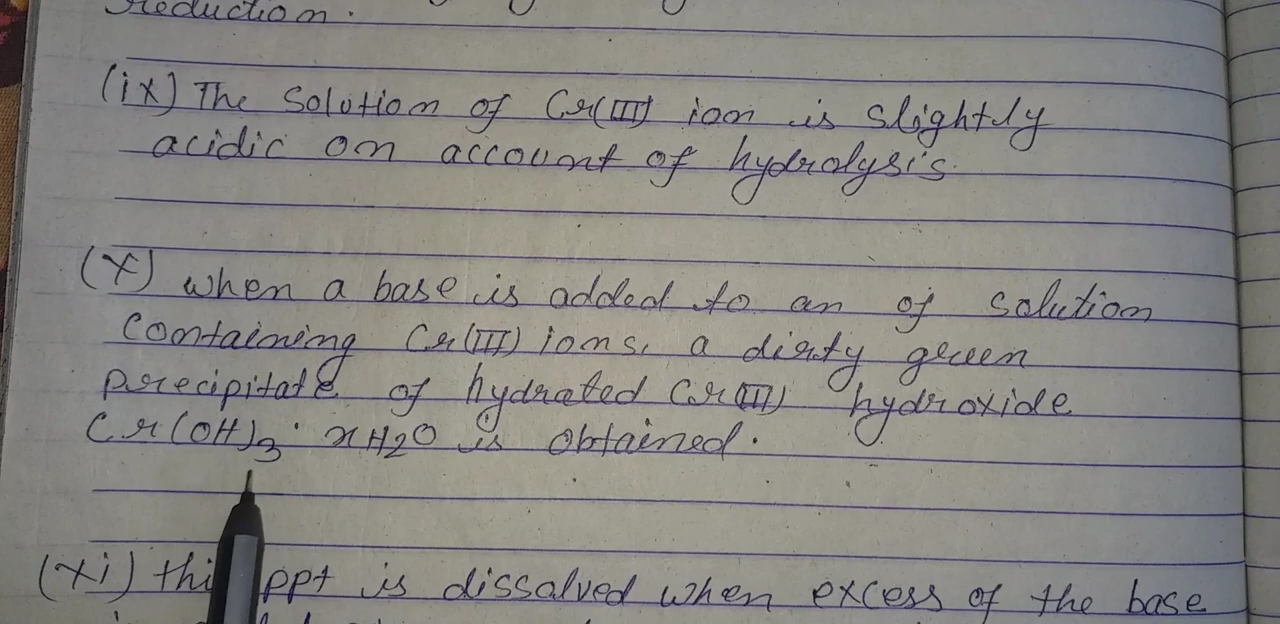 reduction.
(ix) The solution of Cr(III) ion is slightly
acidic on account of hydrolysis.
(x) when a base is added to an of solution
containing Cr(III) ions, a dirty green
precipitate of hydrated Cr(III) hydroxide
Cr(OH)3. xH2O is obtained.
(xi) ppt is dissolved when excess of the base